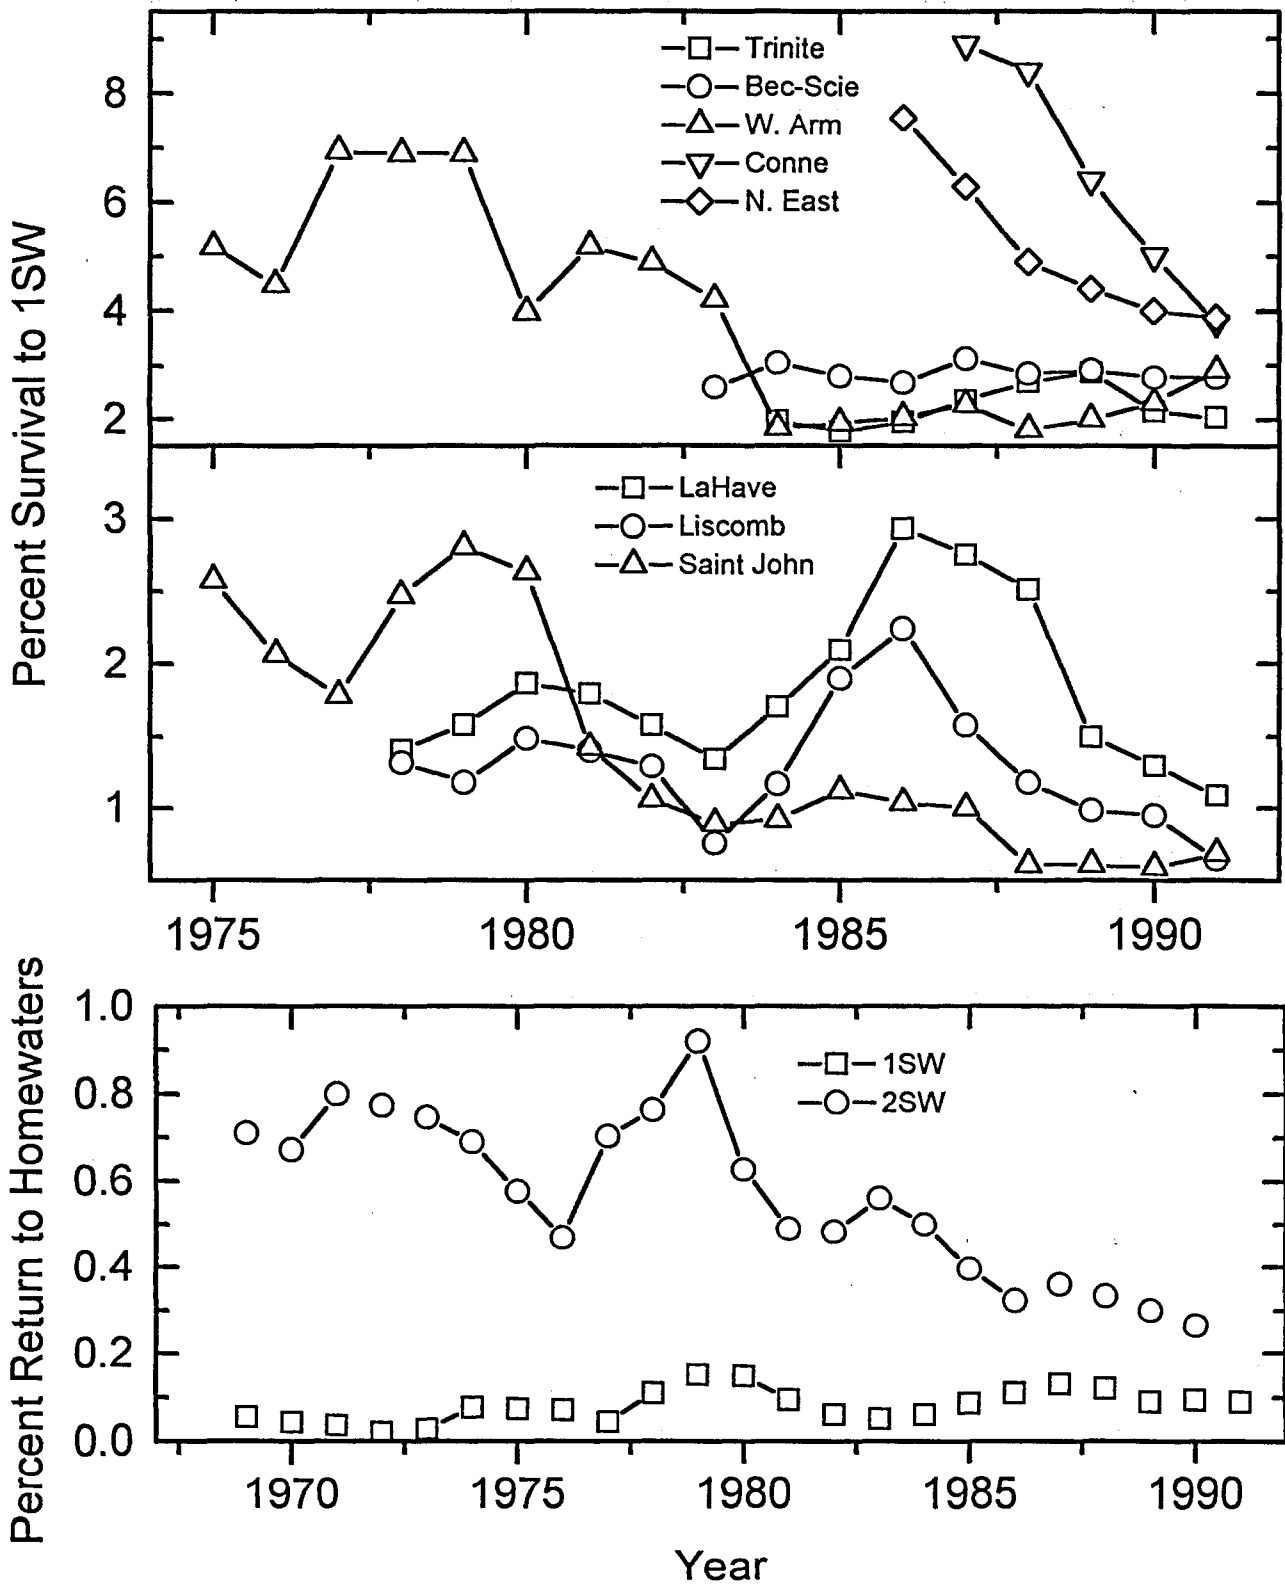 Percent Survival to 1SW
8
6
4
2
Trinite
Bec-Scie
W. Arm
Conne
N. East
3
2
1
LaHave
Liscomb
Saint John
1975 1980 1985 1990
Percent Return to Homewaters
1.0
0.8
0.6
0.4
0.2
0.0
1SW
2SW
1970 1975 1980 1985 1990
Year